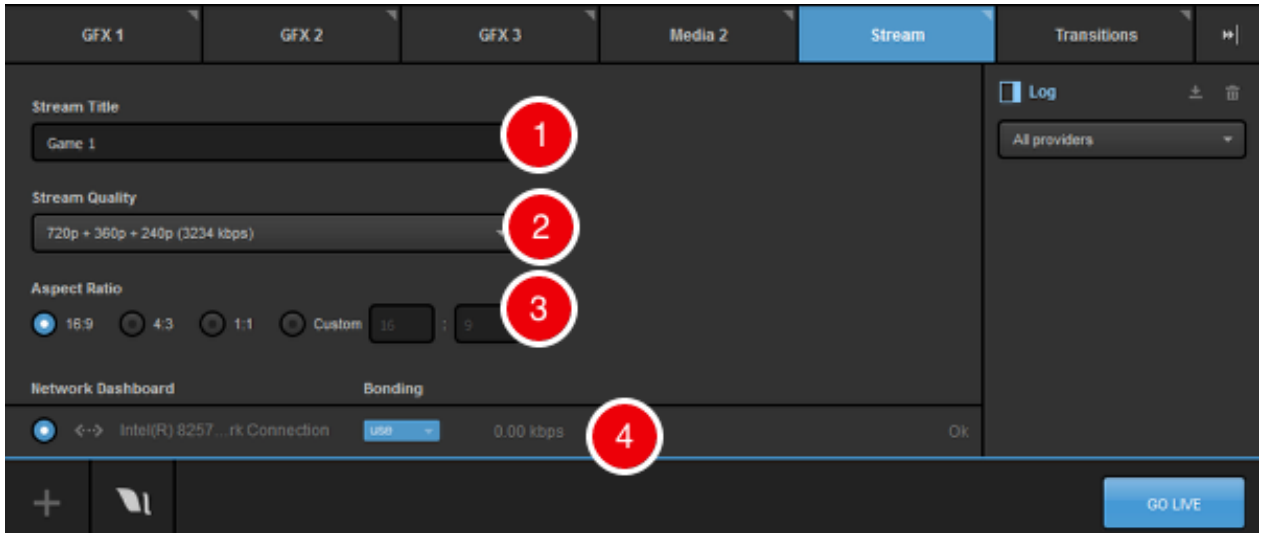 GFX 1 GFX 2 GFX 3 Media 2 Stream Transitions
Stream Title
Game 1
1
Log
All providers
Stream Quality
720p + 360p + 240p (3234 kbps)
2
Aspect Ratio
16:9 4:3 1:1 Custom 16 : 9
3
Network Dashboard Bonding
Intel(R) 8257...rk Connection use 0.00 kbps Ok
4
GO LIVE